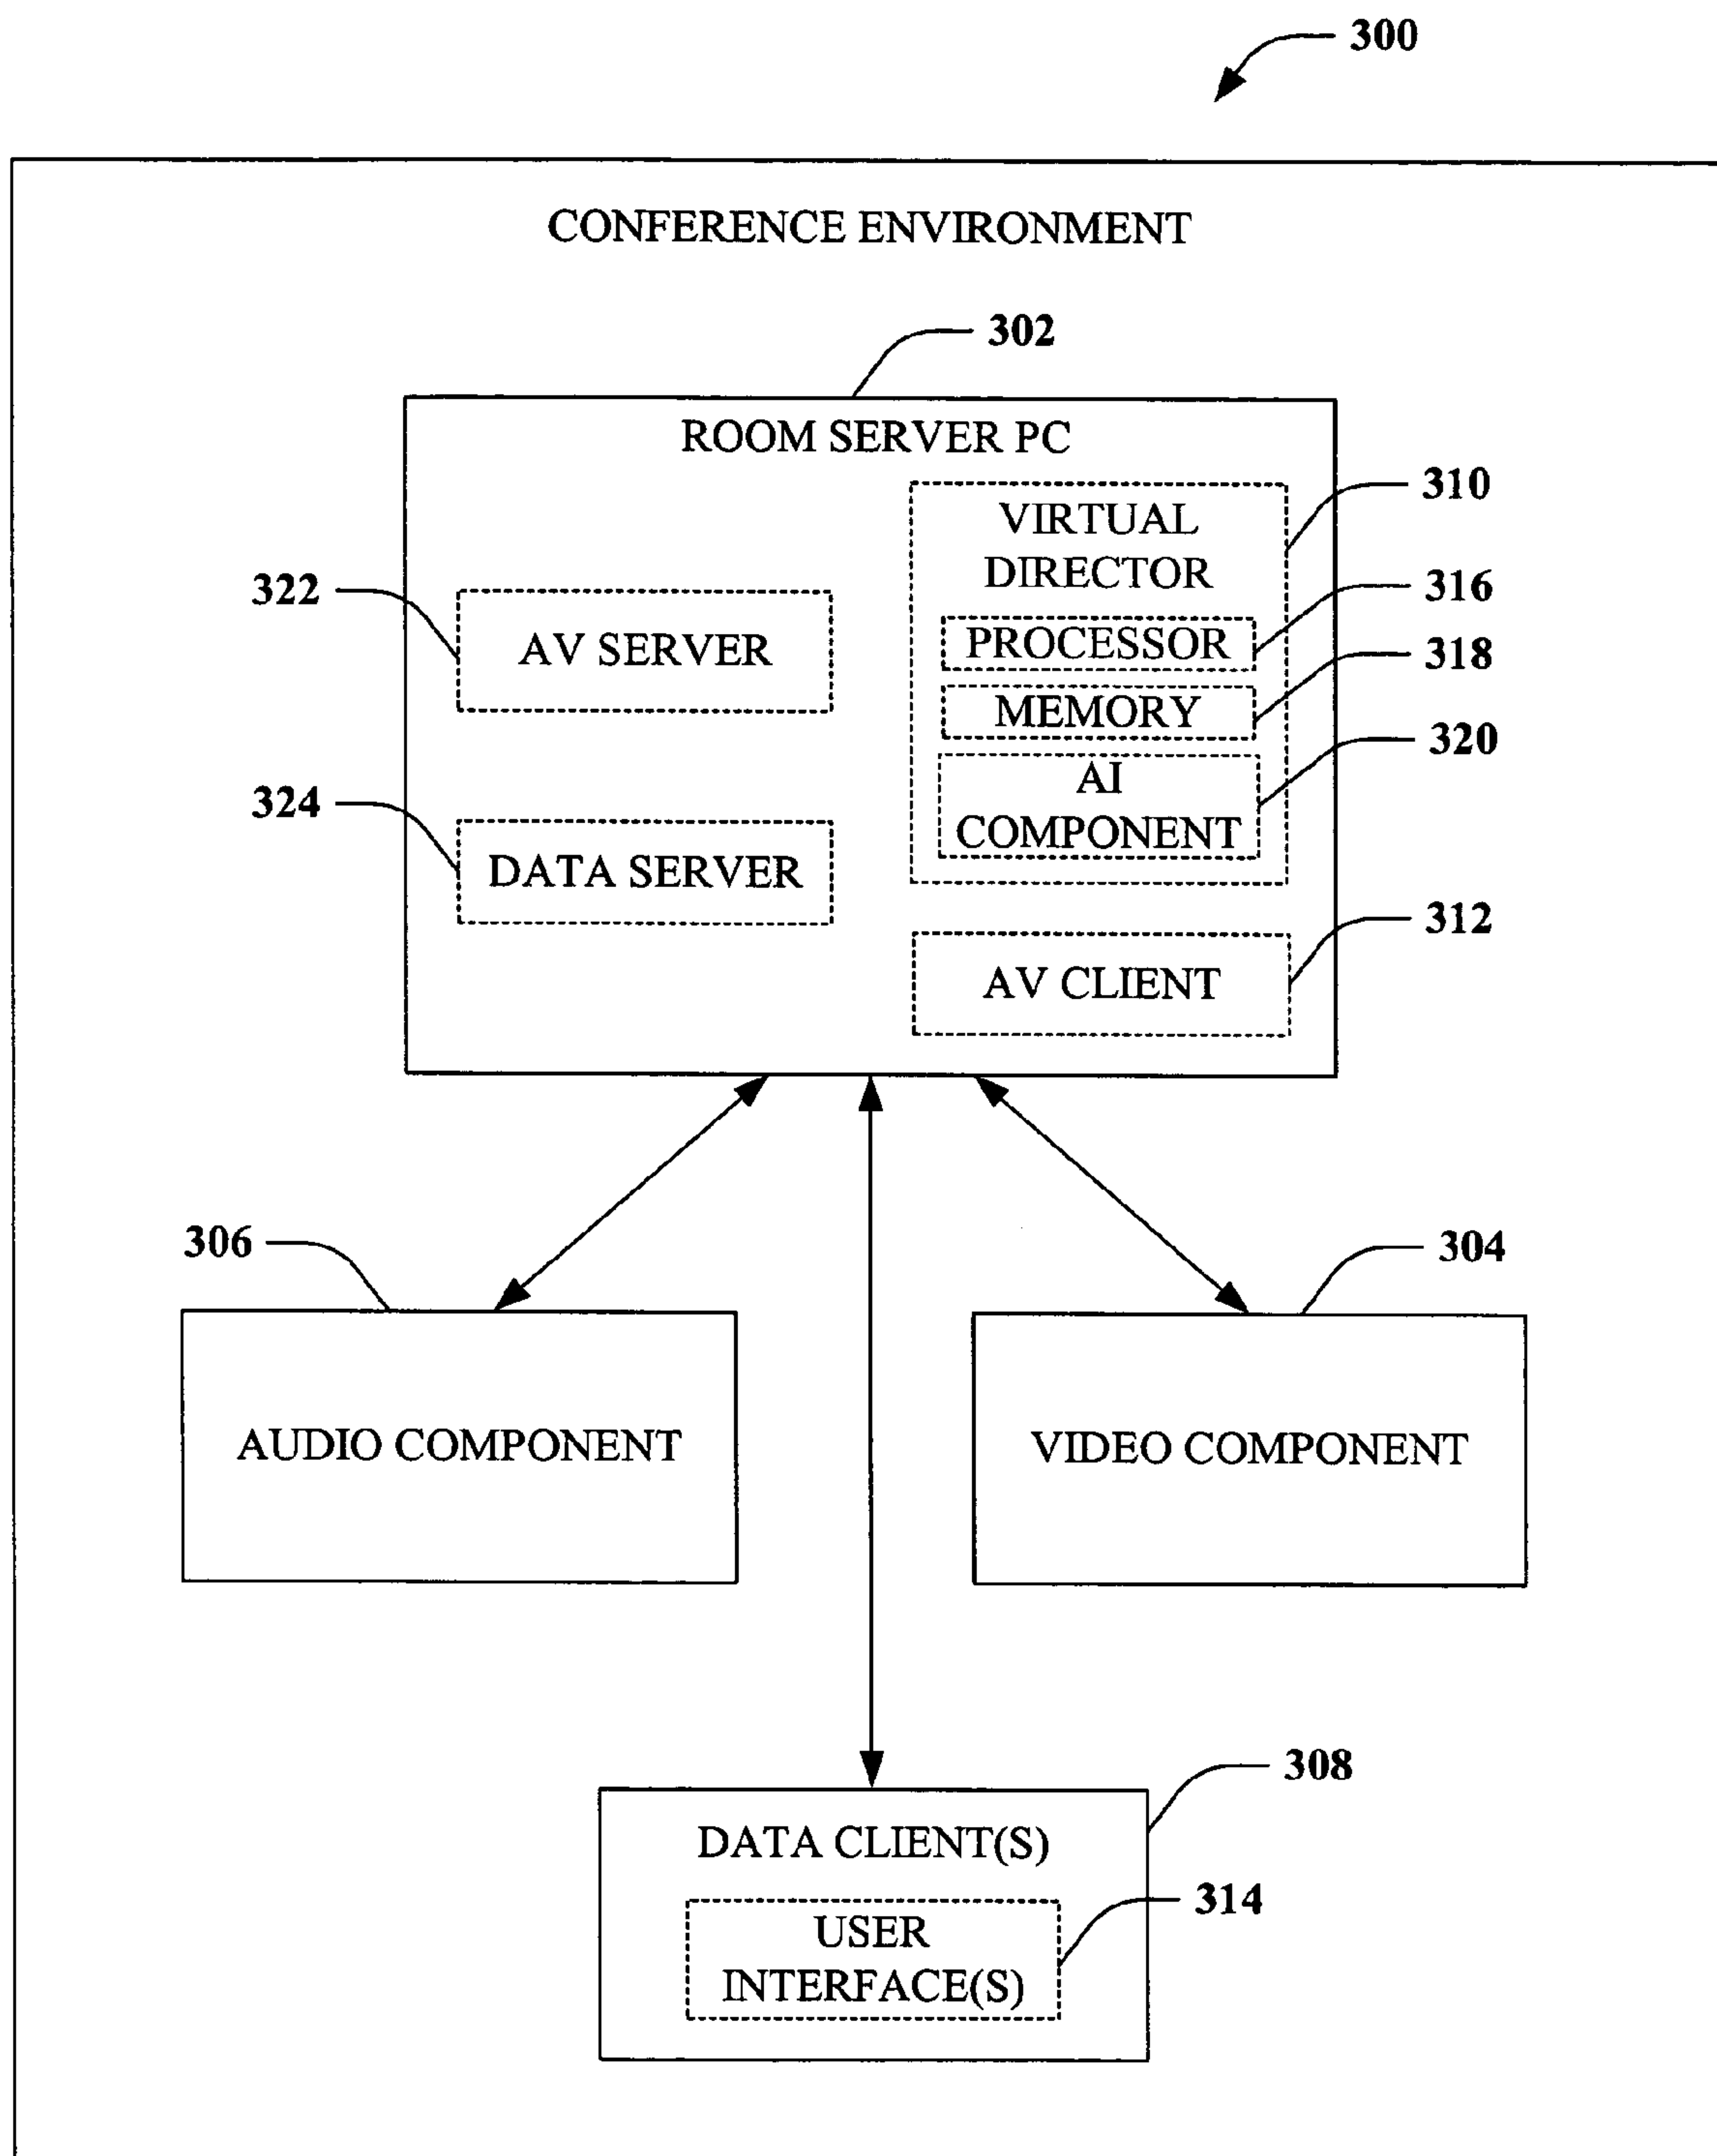 300
CONFERENCE ENVIRONMENT
302
ROOM SERVER PC
310
VIRTUAL
DIRECTOR
322
316
AV SERVER
PROCESSOR
318
MEMORY
320
324
AI
COMPONENT
DATA SERVER
312
AV CLIENT
306
304
AUDIO COMPONENT
VIDEO COMPONENT
308
DATA CLIENT(S)
314
USER
INTERFACE(S)